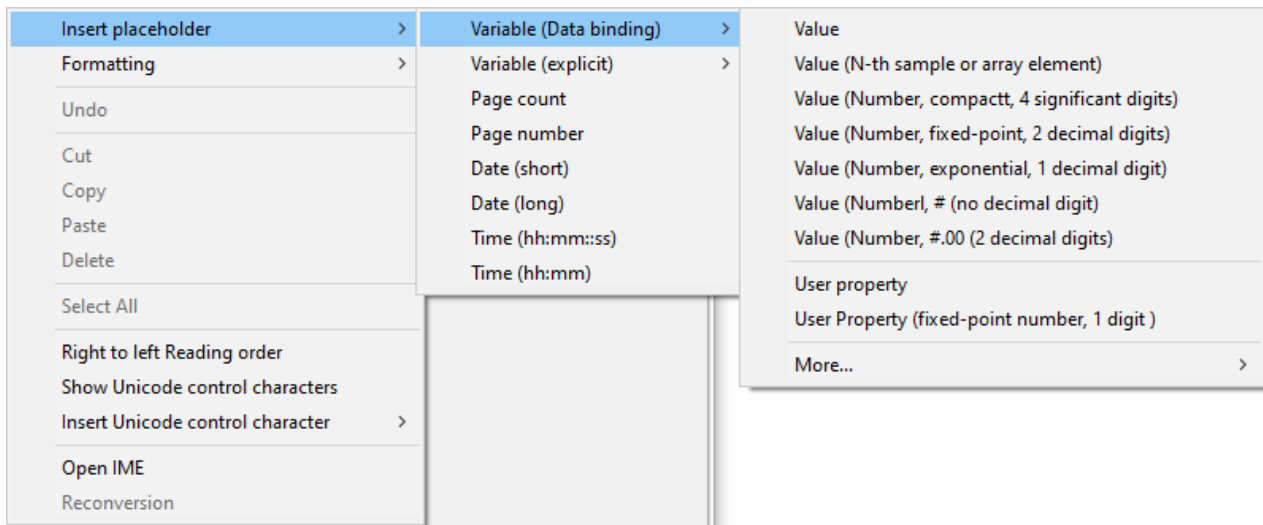 Insert placeholder
Formatting
Undo
Cut
Copy
Paste
Delete
Select All
Right to left Reading order
Show Unicode control characters
Insert Unicode control character
Open IME
Reconversion
Variable (Data binding)
Variable (explicit)
Page count
Page number
Date (short)
Date (long)
Time (hh:mm::ss)
Time (hh:mm)
Value
Value (N-th sample or array element)
Value (Number, compactt, 4 significant digits)
Value (Number, fixed-point, 2 decimal digits)
Value (Number, exponential, 1 decimal digit)
Value (Numberl, # (no decimal digit)
Value (Number, #.00 (2 decimal digits)
User property
User Property (fixed-point number, 1 digit )
More...